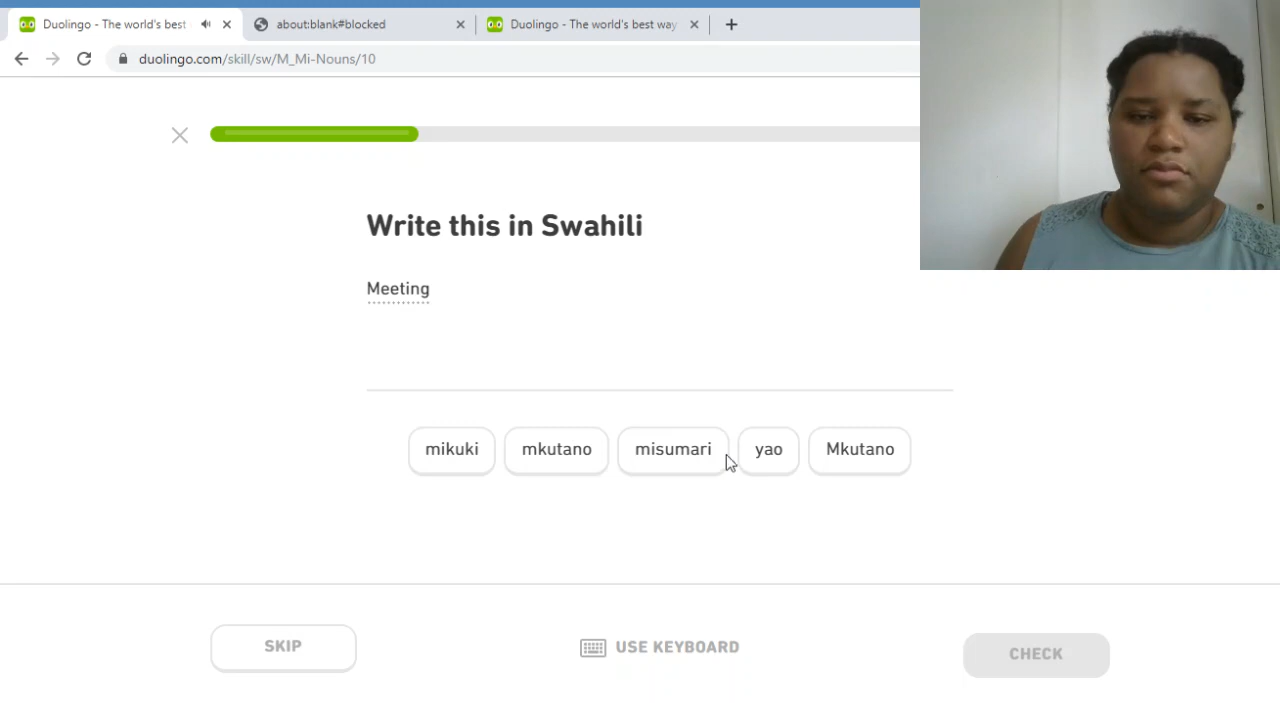 Duolingo - The world's best
about:blank#blocked
Duolingo - The world's best way
duolingo.com/skill/sw/M_Mi-Nouns/10
Write this in Swahili
Meeting
mikuki mkutano misumari yao Mkutano
SKIP USE KEYBOARD CHECK